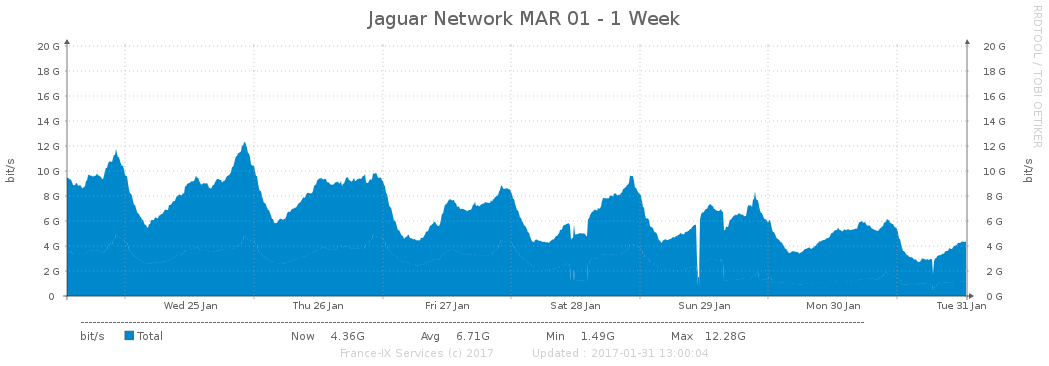 Jaguar Network MAR 01 - 1 Week
RRDTOOL / TOBI OETIKER
20 G 20 G
18 G 18 G
16 G 16 G
14 G 14 G
12 G 12 G
10 G 10 G
8 G 8 G
6 G 6 G
4 G 4 G
2 G 2 G
0 0 G
bit/s bit/s
Wed 25 Jan Thu 26 Jan Fri 27 Jan Sat 28 Jan Sun 29 Jan Mon 30 Jan Tue 31 Jan
bit/s Total Now 4.36G Avg 6.71G Min 1.49G Max 12.28G
France-IX Services (c) 2017 Updated : 2017-01-31 13:00:04